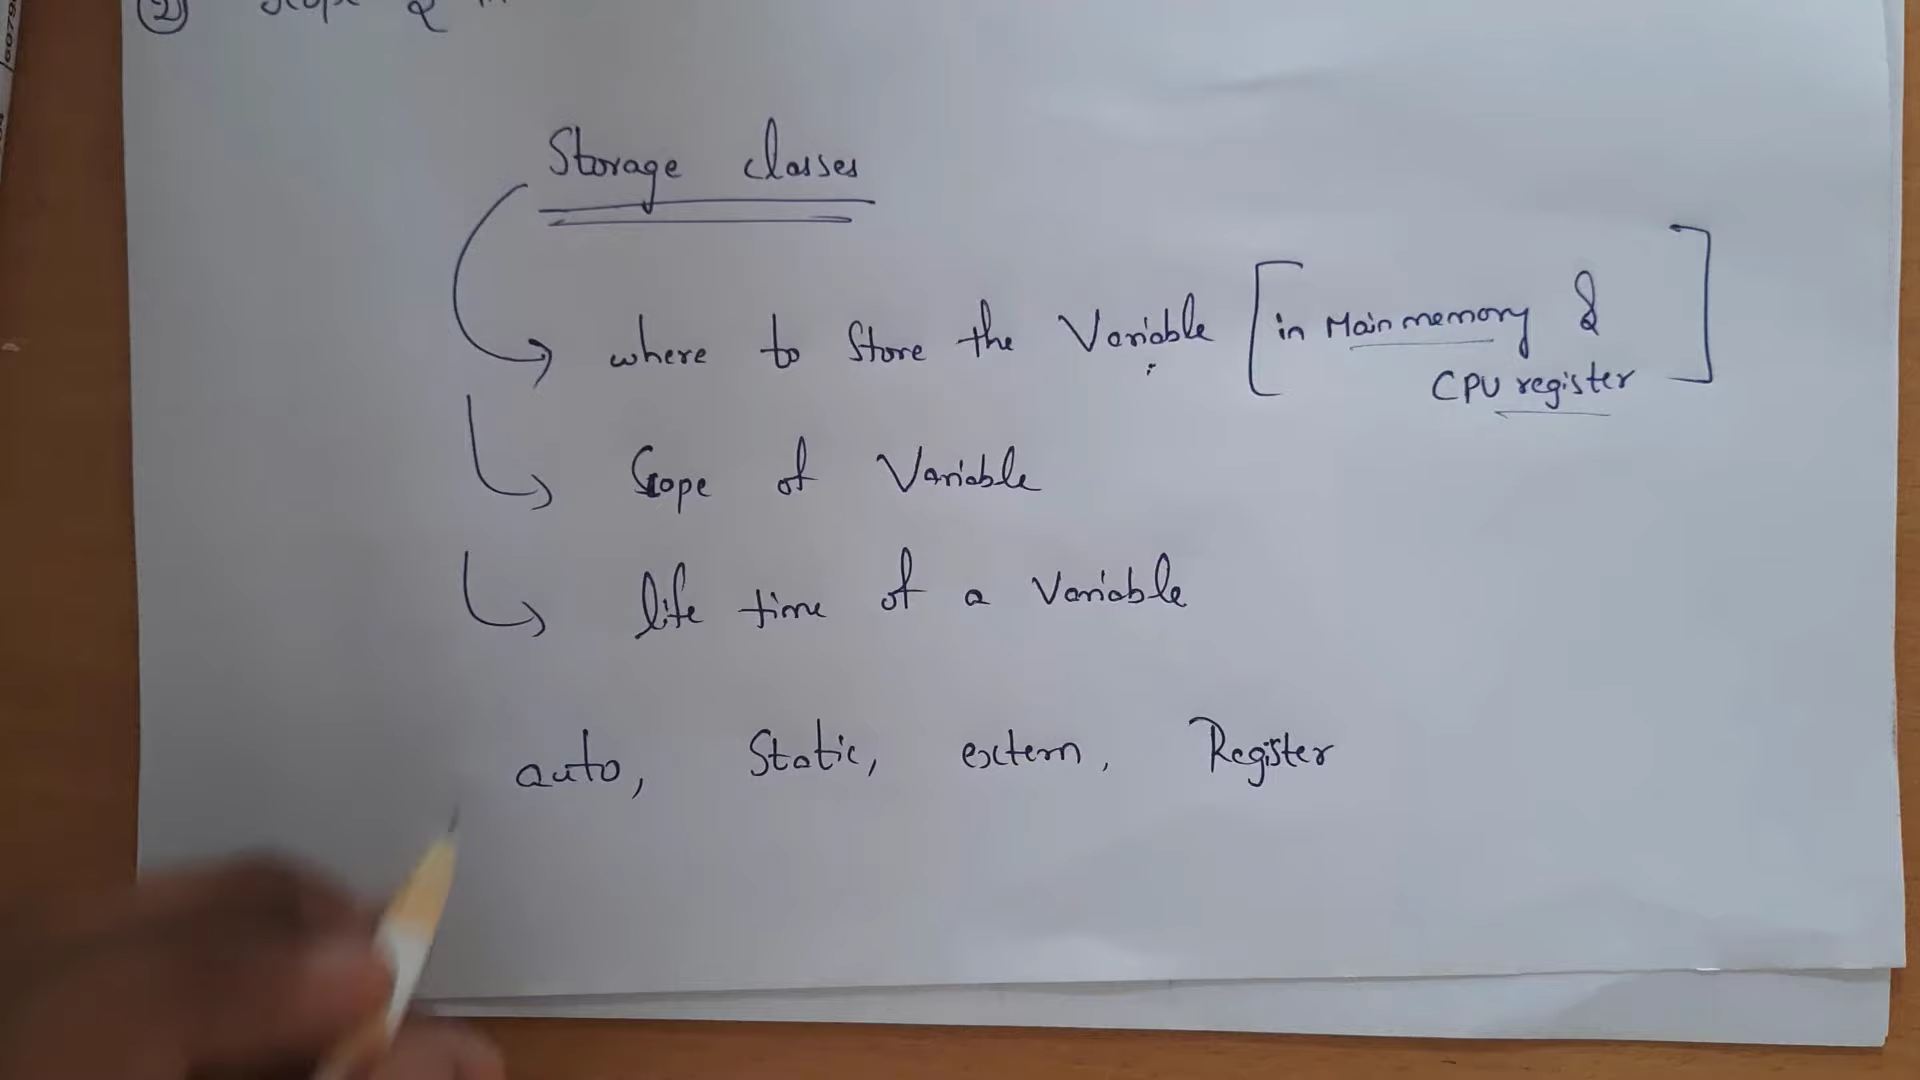 ②
Storage classes
where to Store the Variable [in Main memory &
CPU register]
Scope of Variable
life time of a Variable
auto, Static, extern, Register